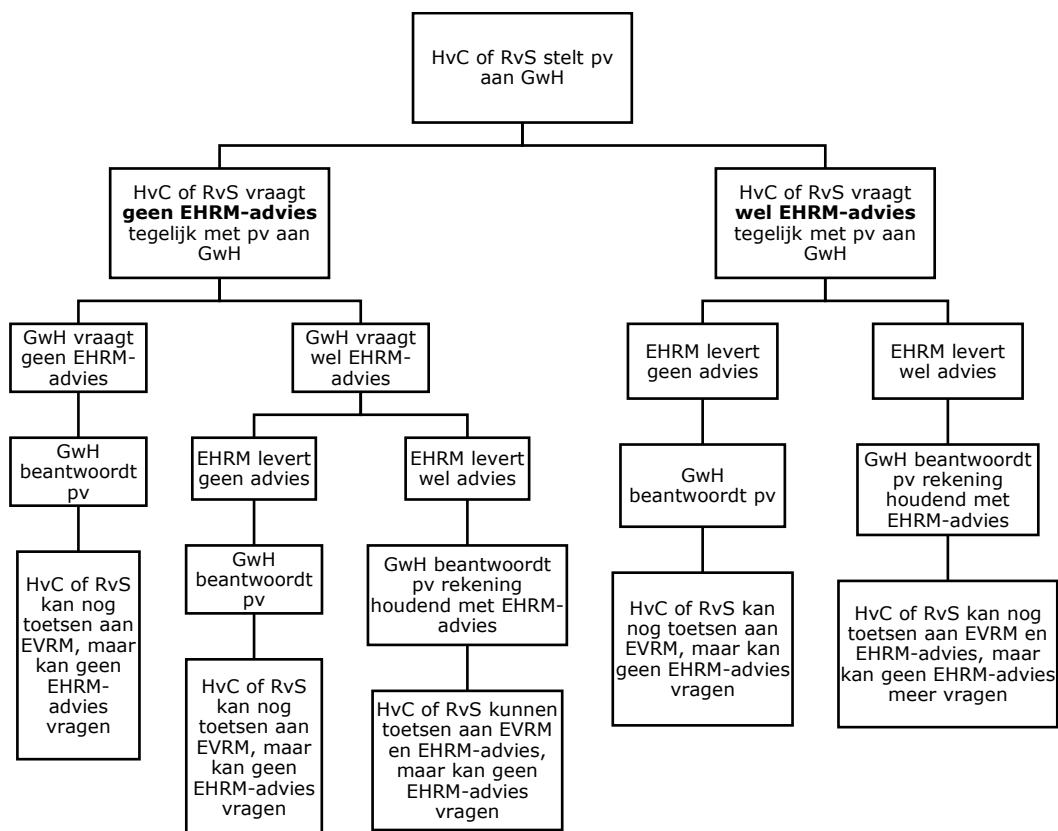 HvC of RvS stelt pv
aan GwH
HvC of RvS vraagt
geen EHRM-advies
tegelijk met pv aan
GwH
HvC of RvS vraagt
wel EHRM-advies
tegelijk met pv aan
GwH
GwH vraagt
geen EHRM-
advies
GwH vraagt
wel EHRM-
advies
EHRM levert
geen advies
EHRM levert
wel advies
GwH
beantwoordt
pv
EHRM levert
geen advies
EHRM levert
wel advies
GwH
beantwoordt pv
GwH beantwoordt
pv rekening
houdend met
EHRM-advies
HvC of RvS
kan nog
toetsen aan
EVRM, maar
kan geen
EHRM-
advies
vragen
GwH
beantwoordt
pv
GwH beantwoordt
pv rekening
houdend met EHRM-
advies
HvC of RvS kan
nog toetsen aan
EVRM, maar kan
geen EHRM-advies
vragen
HvC of RvS kan nog
toetsen aan EVRM en
EHRM-advies, maar
kan geen EHRM-advies
meer vragen
HvC of RvS
kan nog
toetsen aan
EVRM, maar
kan geen
EHRM-advies
vragen
HvC of RvS kunnen
toetsen aan EVRM
en EHRM-advies,
maar kan geen
EHRM-advies
vragen